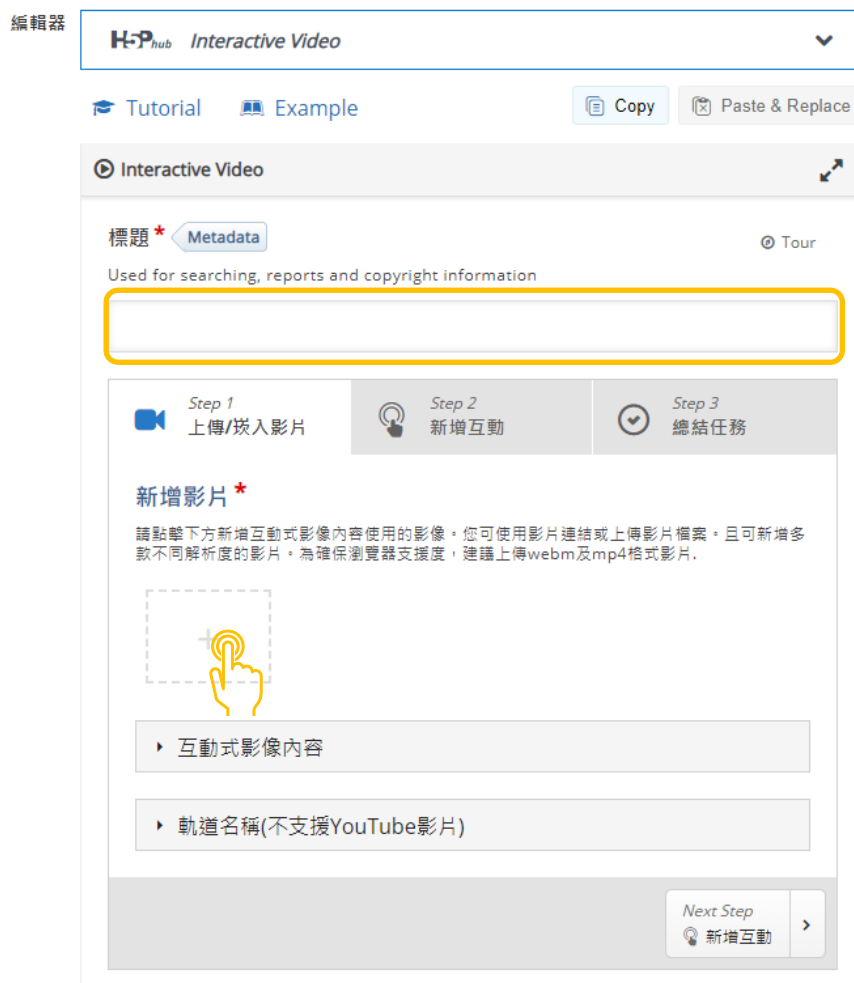 編輯器
H5Phub Interactive Video
Tutorial Example Copy Paste & Replace
Interactive Video
標題* Metadata
Tour
Used for searching, reports and copyright information
Step 1
上傳/崁入影片
Step 2
新增互動
Step 3
總結任務
新增影片*
請點擊下方新增互動式影像內容使用的影像。您可使用影片連結或上傳影片檔案。且可新增多
款不同解析度的影片。為確保瀏覽器支援度，建議上傳webm及mp4格式影片.
+
互動式影像內容
軌道名稱(不支援YouTube影片)
Next Step
新增互動